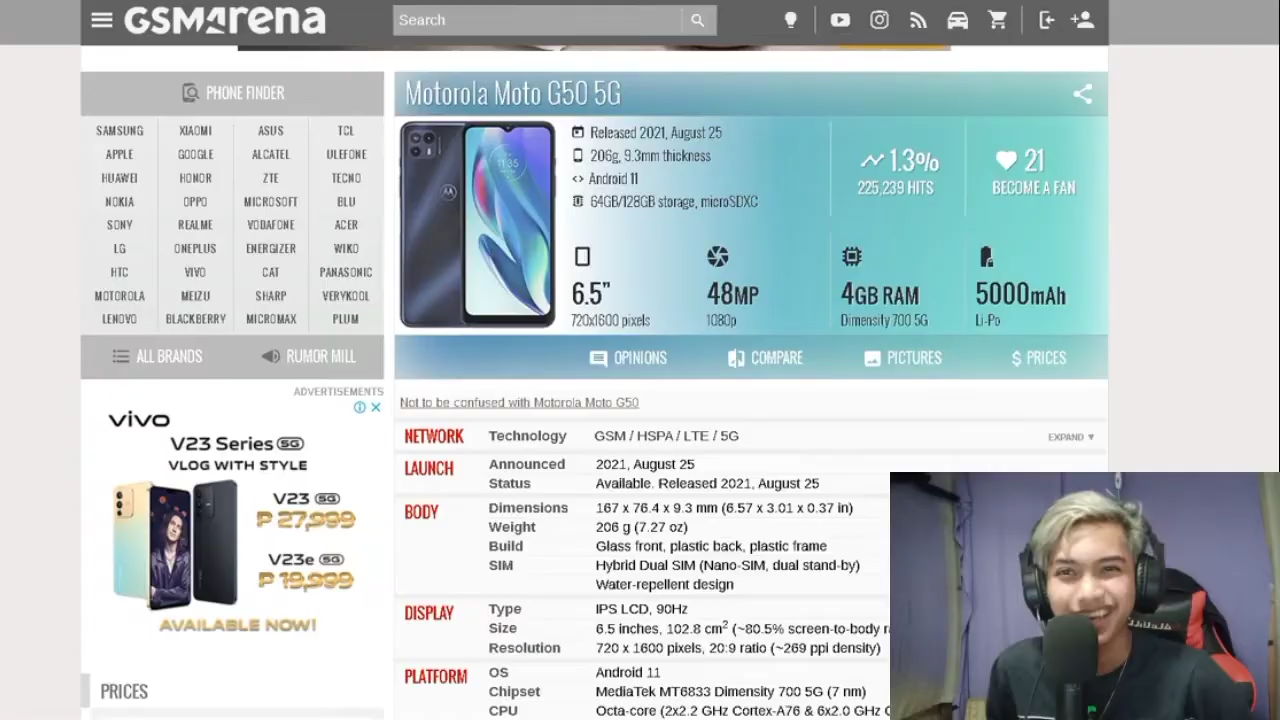 GSMArena
Search
PHONE FINDER
SAMSUNG XIAOMI ASUS TCL
APPLE GOOGLE ALCATEL ULEFONE
HUAWEI HONOR ZTE TECNO
NOKIA OPPO MICROSOFT BLU
SONY REALME VODAFONE ACER
LG ONEPLUS ENERGIZER WIKO
HTC VIVO CAT PANASONIC
MOTOROLA MEIZU SHARP VERYKOOL
LENOVO BLACKBERRY MICROMAX PLUM
ALL BRANDS RUMOR MILL
ADVERTISEMENTS
vivo
V23 Series 5G
VLOG WITH STYLE
V23 5G
₱ 27,999
V23e 5G
₱ 19,999
AVAILABLE NOW!
PRICES
Motorola Moto G50 5G
11:35
Released 2021, August 25
206g, 9.3mm thickness
Android 11
64GB/128GB storage, microSDXC
1.3%
225,239 HITS
21
BECOME A FAN
6.5"
720x1600 pixels
48MP
1080p
4GB RAM
Dimensity 700 5G
5000mAh
Li-Po
OPINIONS COMPARE PICTURES $ PRICES
Not to be confused with Motorola Moto G50
NETWORK Technology GSM / HSPA / LTE / 5G EXPAND ▼
LAUNCH Announced 2021, August 25
Status Available. Released 2021, August 25
BODY Dimensions 167 x 76.4 x 9.3 mm (6.57 x 3.01 x 0.37 in)
Weight 206 g (7.27 oz)
Build Glass front, plastic back, plastic frame
SIM Hybrid Dual SIM (Nano-SIM, dual stand-by)
Water-repellent design
DISPLAY Type IPS LCD, 90Hz
Size 6.5 inches, 102.8 cm² (~80.5% screen-to-body r
Resolution 720 x 1600 pixels, 20:9 ratio (~269 ppi density)
PLATFORM OS Android 11
Chipset MediaTek MT6833 Dimensity 700 5G (7 nm)
CPU Octa-core (2x2.2 GHz Cortex-A76 & 6x2.0 GHz C